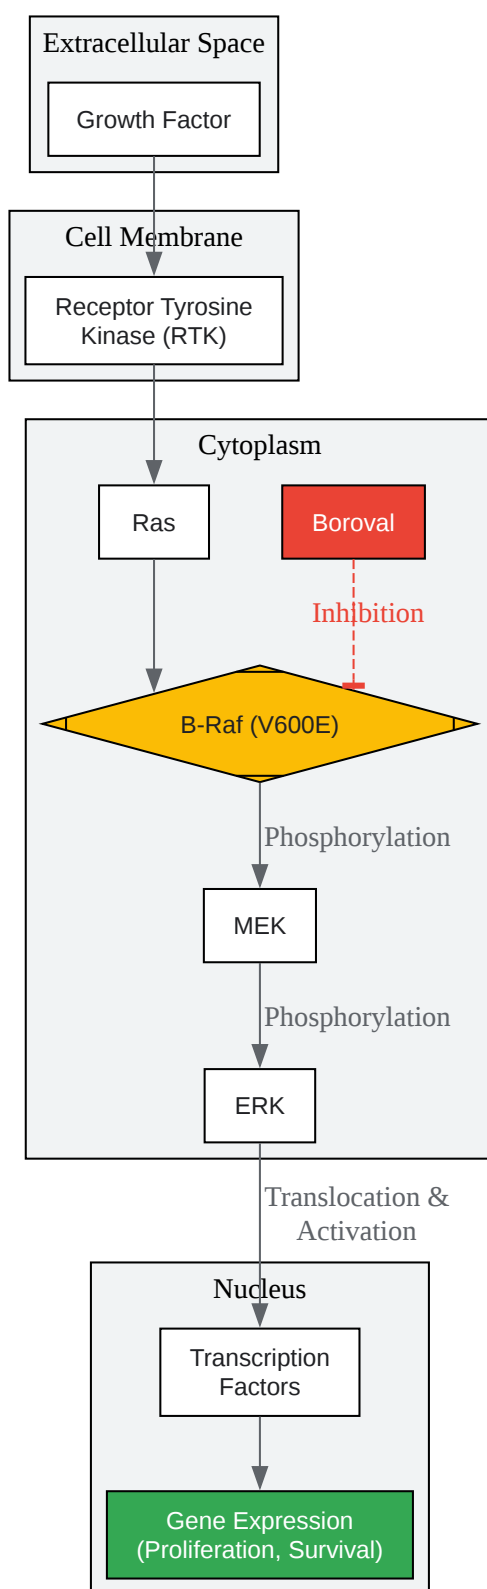 Extracellular Space
Growth Factor
Cell Membrane
Receptor Tyrosine
Kinase (RTK)
Cytoplasm
Ras
Boroval
Inhibition
B-Raf (V600E)
Phosphorylation
MEK
Phosphorylation
ERK
Translocation &
Activation
Nucleus
Transcription
Factors
Gene Expression
(Proliferation, Survival)